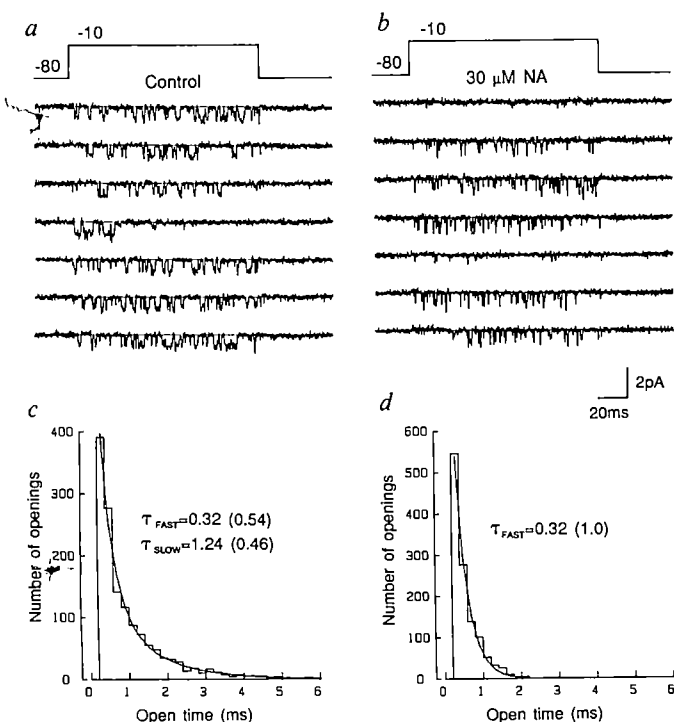 a
-10
-80
Control
b
-10
-80
30 μM NA
2pA
20ms
c
400
300
200
100
0
Number of openings
τFAST=0.32 (0.54)
τSLOW=1.24 (0.46)
0 1 2 3 4 5 6
Open time (ms)
d
600
500
400
300
200
100
0
Number of openings
τFAST=0.32 (1.0)
0 1 2 3 4 5 6
Open time (ms)